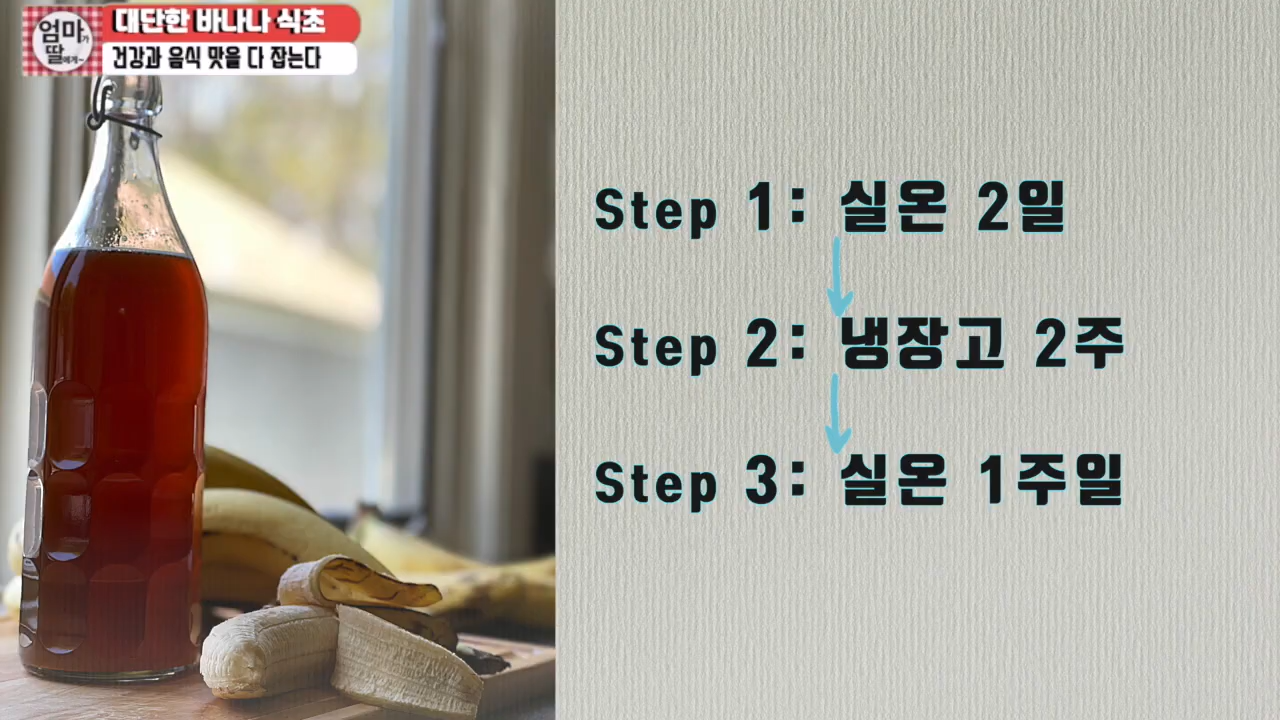 엄마가
딸에게~
대단한 바나나 식초
건강과 음식 맛을 다 잡는다
Step 1: 실온 2일
Step 2: 냉장고 2주
Step 3: 실온 1주일